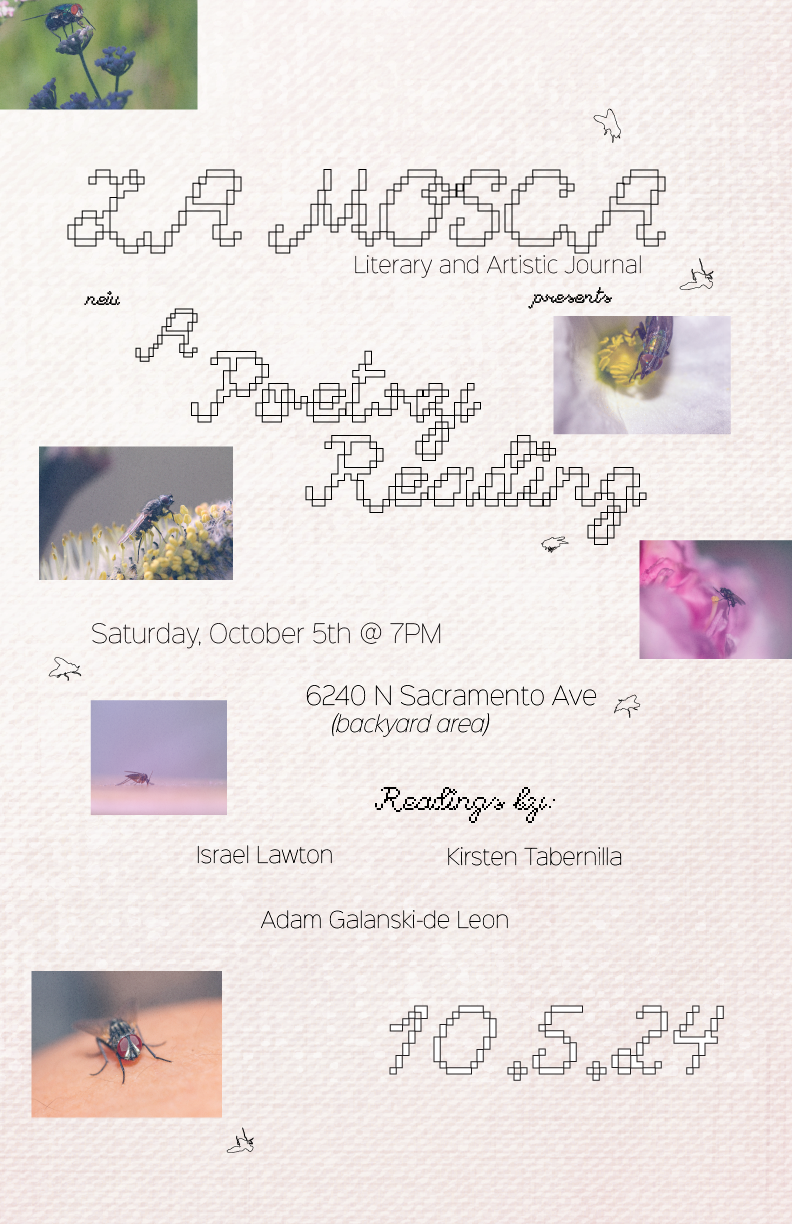 LA MOSCA
Literary and Artistic Journal
neiu presents
A
Poetry
Reading
Saturday, October 5th @ 7PM
6240 N Sacramento Ave
(backyard area)
Readings by:
Israel Lawton
Kirsten Tabernilla
Adam Galanski-de Leon
10.5.24